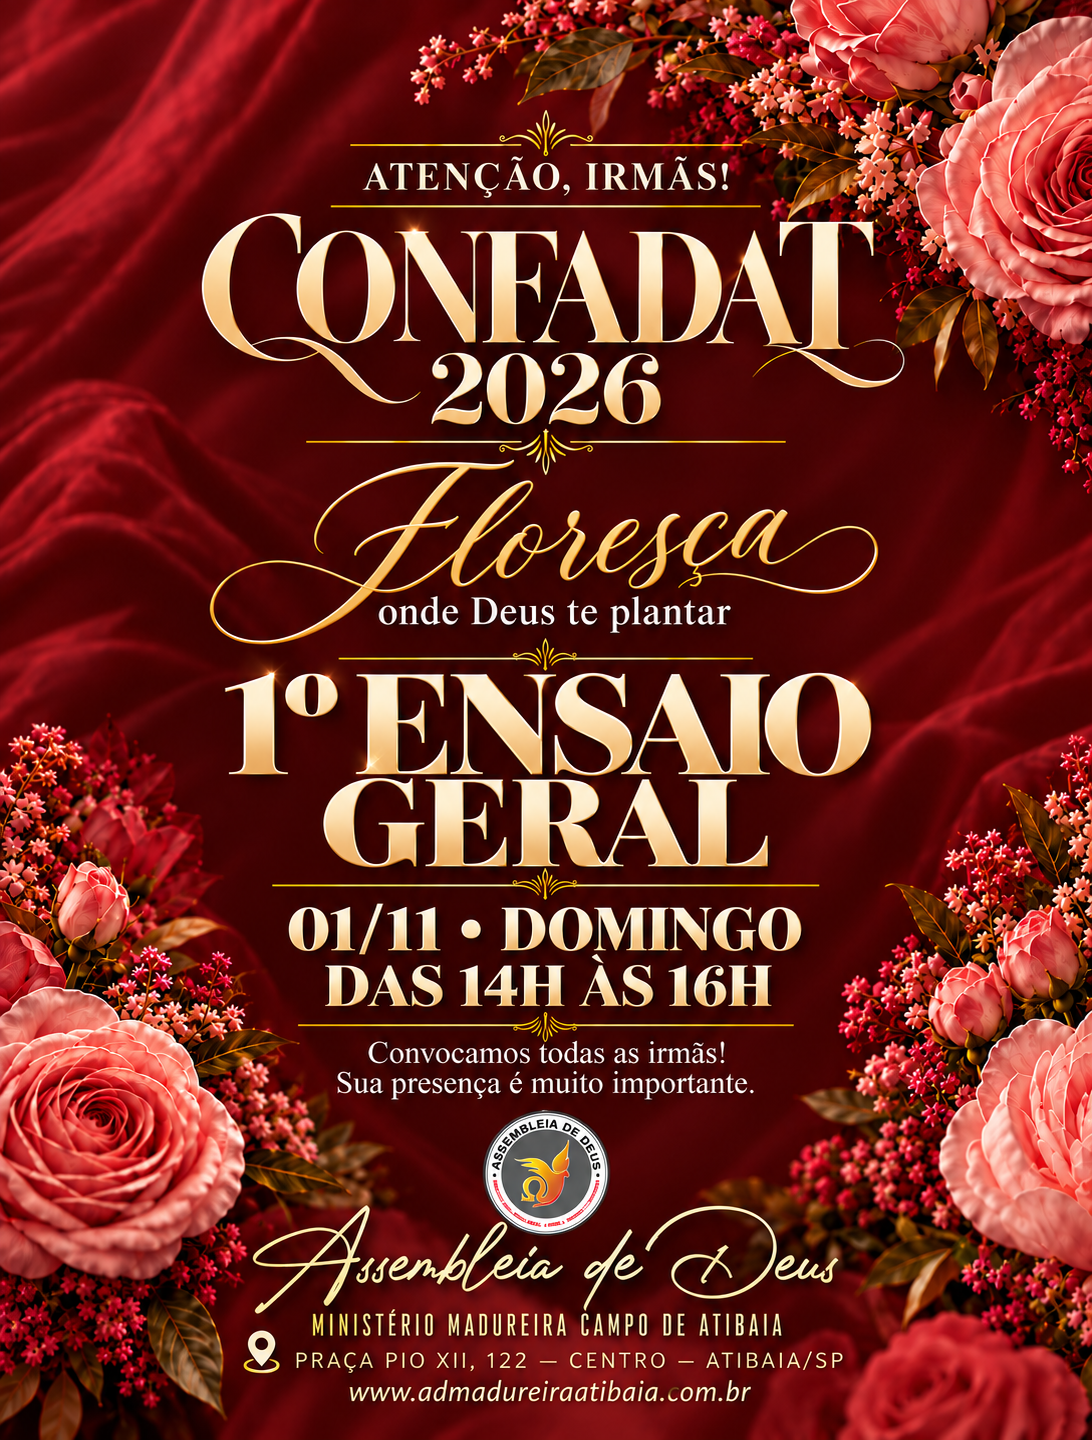 ATENÇÃO, IRMÃS!
CONFADAT
2026
Floresça
onde Deus te plantar
1º ENSAIO
GERAL
01/11 • DOMINGO
DAS 14H ÀS 16H
Convocamos todas as irmãs!
Sua presença é muito importante.
• ASSEMBLEIA DE DEUS •
Assembleia de Deus
MINISTÉRIO MADUREIRA CAMPO DE ATIBAIA
PRAÇA PIO XII, 122 – CENTRO – ATIBAIA/SP
www.admadureiraatibaia.com.br